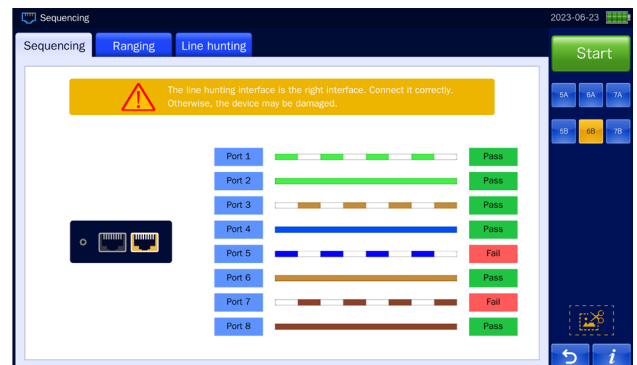 Sequencing
2023-06-23
Sequencing
Ranging
Line hunting
Start
The line hunting interface is the right interface. Connect it correctly.
Otherwise, the device may be damaged.
5A
6A
7A
5B
6B
7B
Port 1
Pass
Port 2
Pass
Port 3
Pass
Port 4
Pass
Port 5
Fail
Port 6
Pass
Port 7
Fail
Port 8
Pass
i